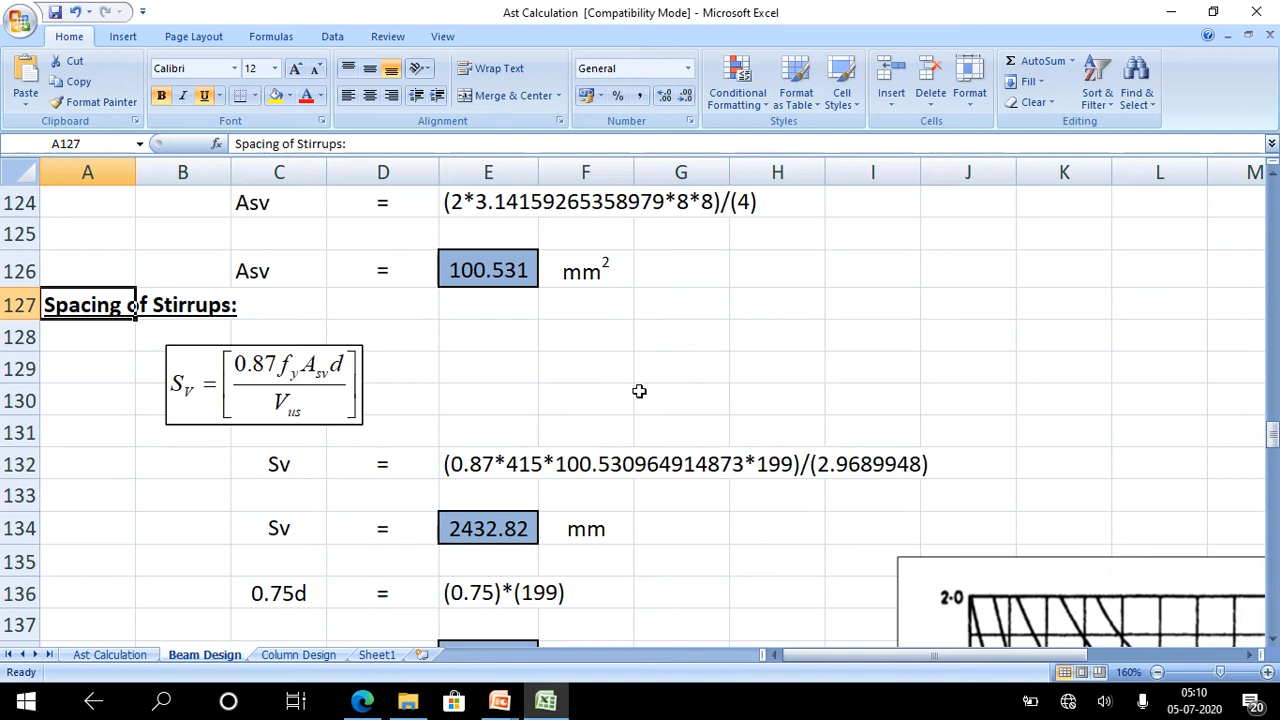 Ast Calculation [Compatibility Mode] - Microsoft Excel
Home Insert Page Layout Formulas Data Review View
Paste Cut Copy Format Painter Clipboard
Calibri 12 A A B I U A Font
Wrap Text Merge & Center Alignment
General % , Number
Conditional Formatting Format as Table Cell Styles Styles
Insert Delete Format Cells
Σ AutoSum Fill Clear Sort & Filter Find & Select Editing
A127 fx Spacing of Stirrups:
A B C D E F G H I J K L M
124 Asv = (2*3.14159265358979*8*8)/(4)
125
126 Asv = 100.531 mm²
127 Spacing of Stirrups:
128
129
130
S_V = [0.87 f_y A_sv d / V_us]
131
132 Sv = (0.87*415*100.530964914873*199)/(2.9689948)
133
134 Sv = 2432.82 mm
135
136 0.75d = (0.75)*(199)
2·0
137
Ast Calculation Beam Design Column Design Sheet1
Ready 160%
05:10
05-07-2020
20